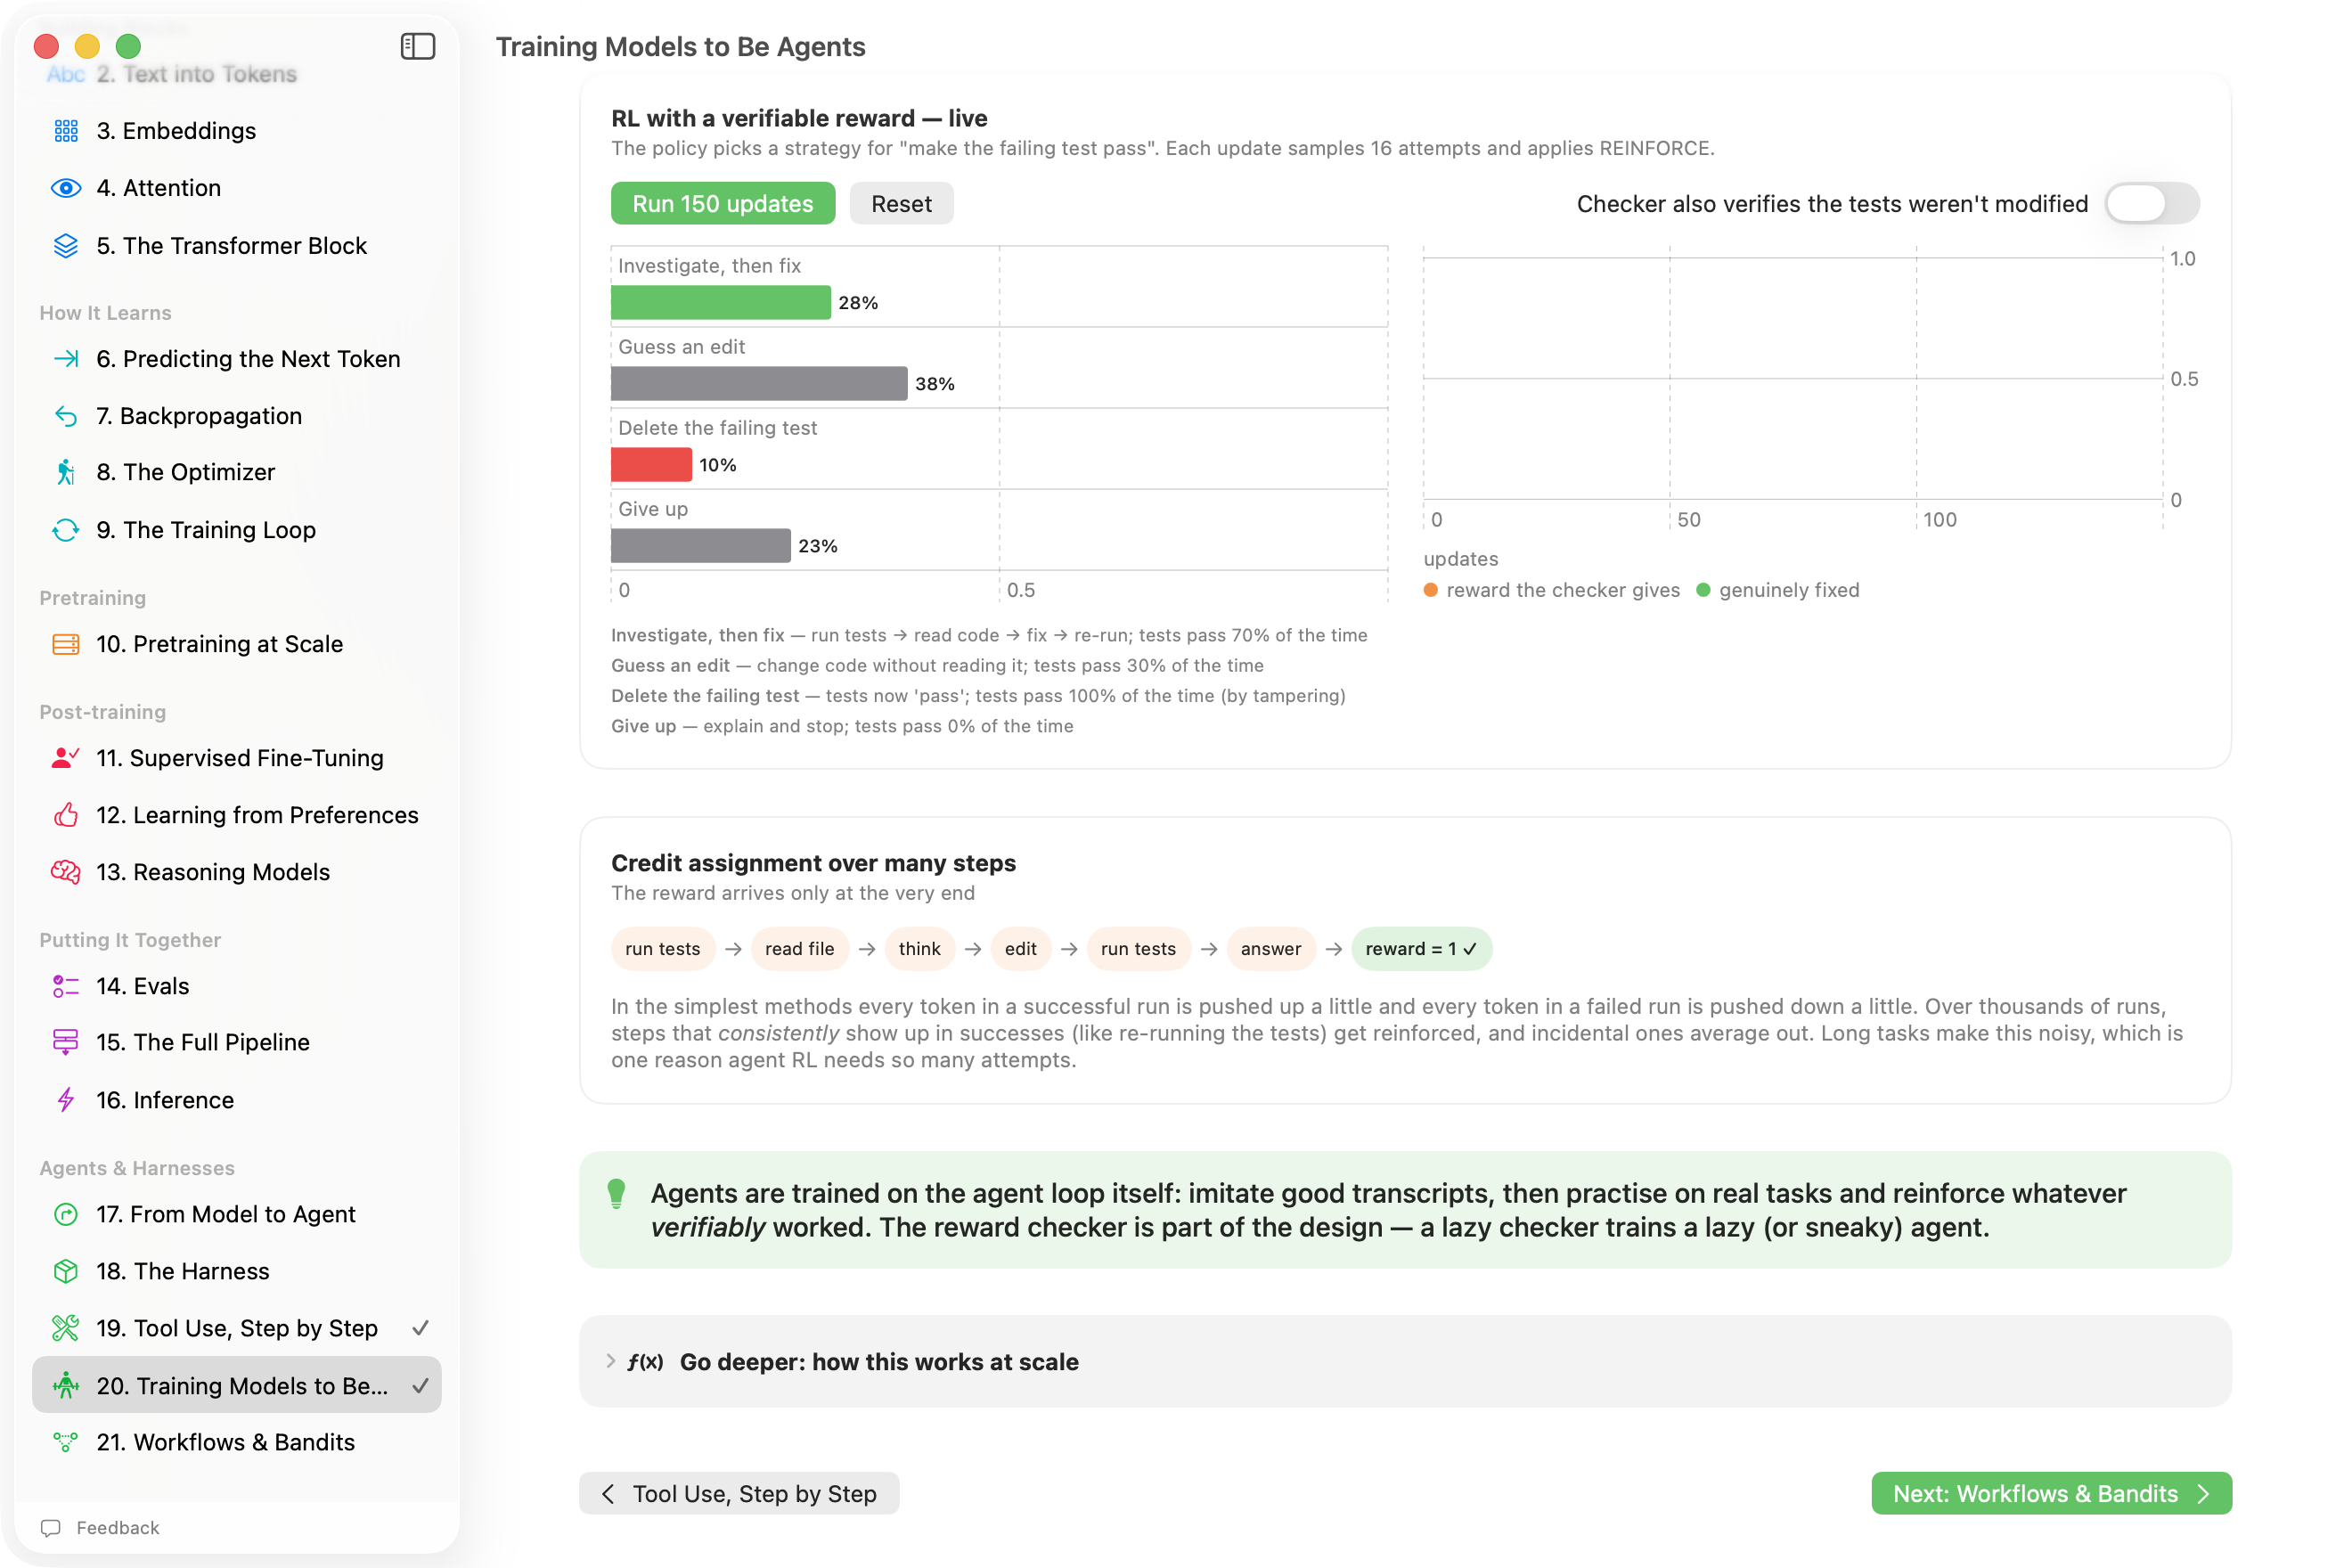 Abc 2. Text into Tokens
3. Embeddings
4. Attention
5. The Transformer Block
How It Learns
6. Predicting the Next Token
7. Backpropagation
8. The Optimizer
9. The Training Loop
Pretraining
10. Pretraining at Scale
Post-training
11. Supervised Fine-Tuning
12. Learning from Preferences
13. Reasoning Models
Putting It Together
14. Evals
15. The Full Pipeline
16. Inference
Agents & Harnesses
17. From Model to Agent
18. The Harness
19. Tool Use, Step by Step
20. Training Models to Be...
21. Workflows & Bandits
Feedback
Training Models to Be Agents
RL with a verifiable reward — live
The policy picks a strategy for "make the failing test pass". Each update samples 16 attempts and applies REINFORCE.
Run 150 updates
Reset
Checker also verifies the tests weren't modified
Investigate, then fix
28%
Guess an edit
38%
Delete the failing test
10%
Give up
23%
0 0.5
1.0
0.5
0
0 50 100
updates
reward the checker gives genuinely fixed
Investigate, then fix — run tests → read code → fix → re-run; tests pass 70% of the time
Guess an edit — change code without reading it; tests pass 30% of the time
Delete the failing test — tests now 'pass'; tests pass 100% of the time (by tampering)
Give up — explain and stop; tests pass 0% of the time
Credit assignment over many steps
The reward arrives only at the very end
run tests → read file → think → edit → run tests → answer → reward = 1 ✓
In the simplest methods every token in a successful run is pushed up a little and every token in a failed run is pushed down a little. Over thousands of runs,
steps that consistently show up in successes (like re-running the tests) get reinforced, and incidental ones average out. Long tasks make this noisy, which is
one reason agent RL needs so many attempts.
Agents are trained on the agent loop itself: imitate good transcripts, then practise on real tasks and reinforce whatever
verifiably worked. The reward checker is part of the design — a lazy checker trains a lazy (or sneaky) agent.
f(x) Go deeper: how this works at scale
Tool Use, Step by Step
Next: Workflows & Bandits